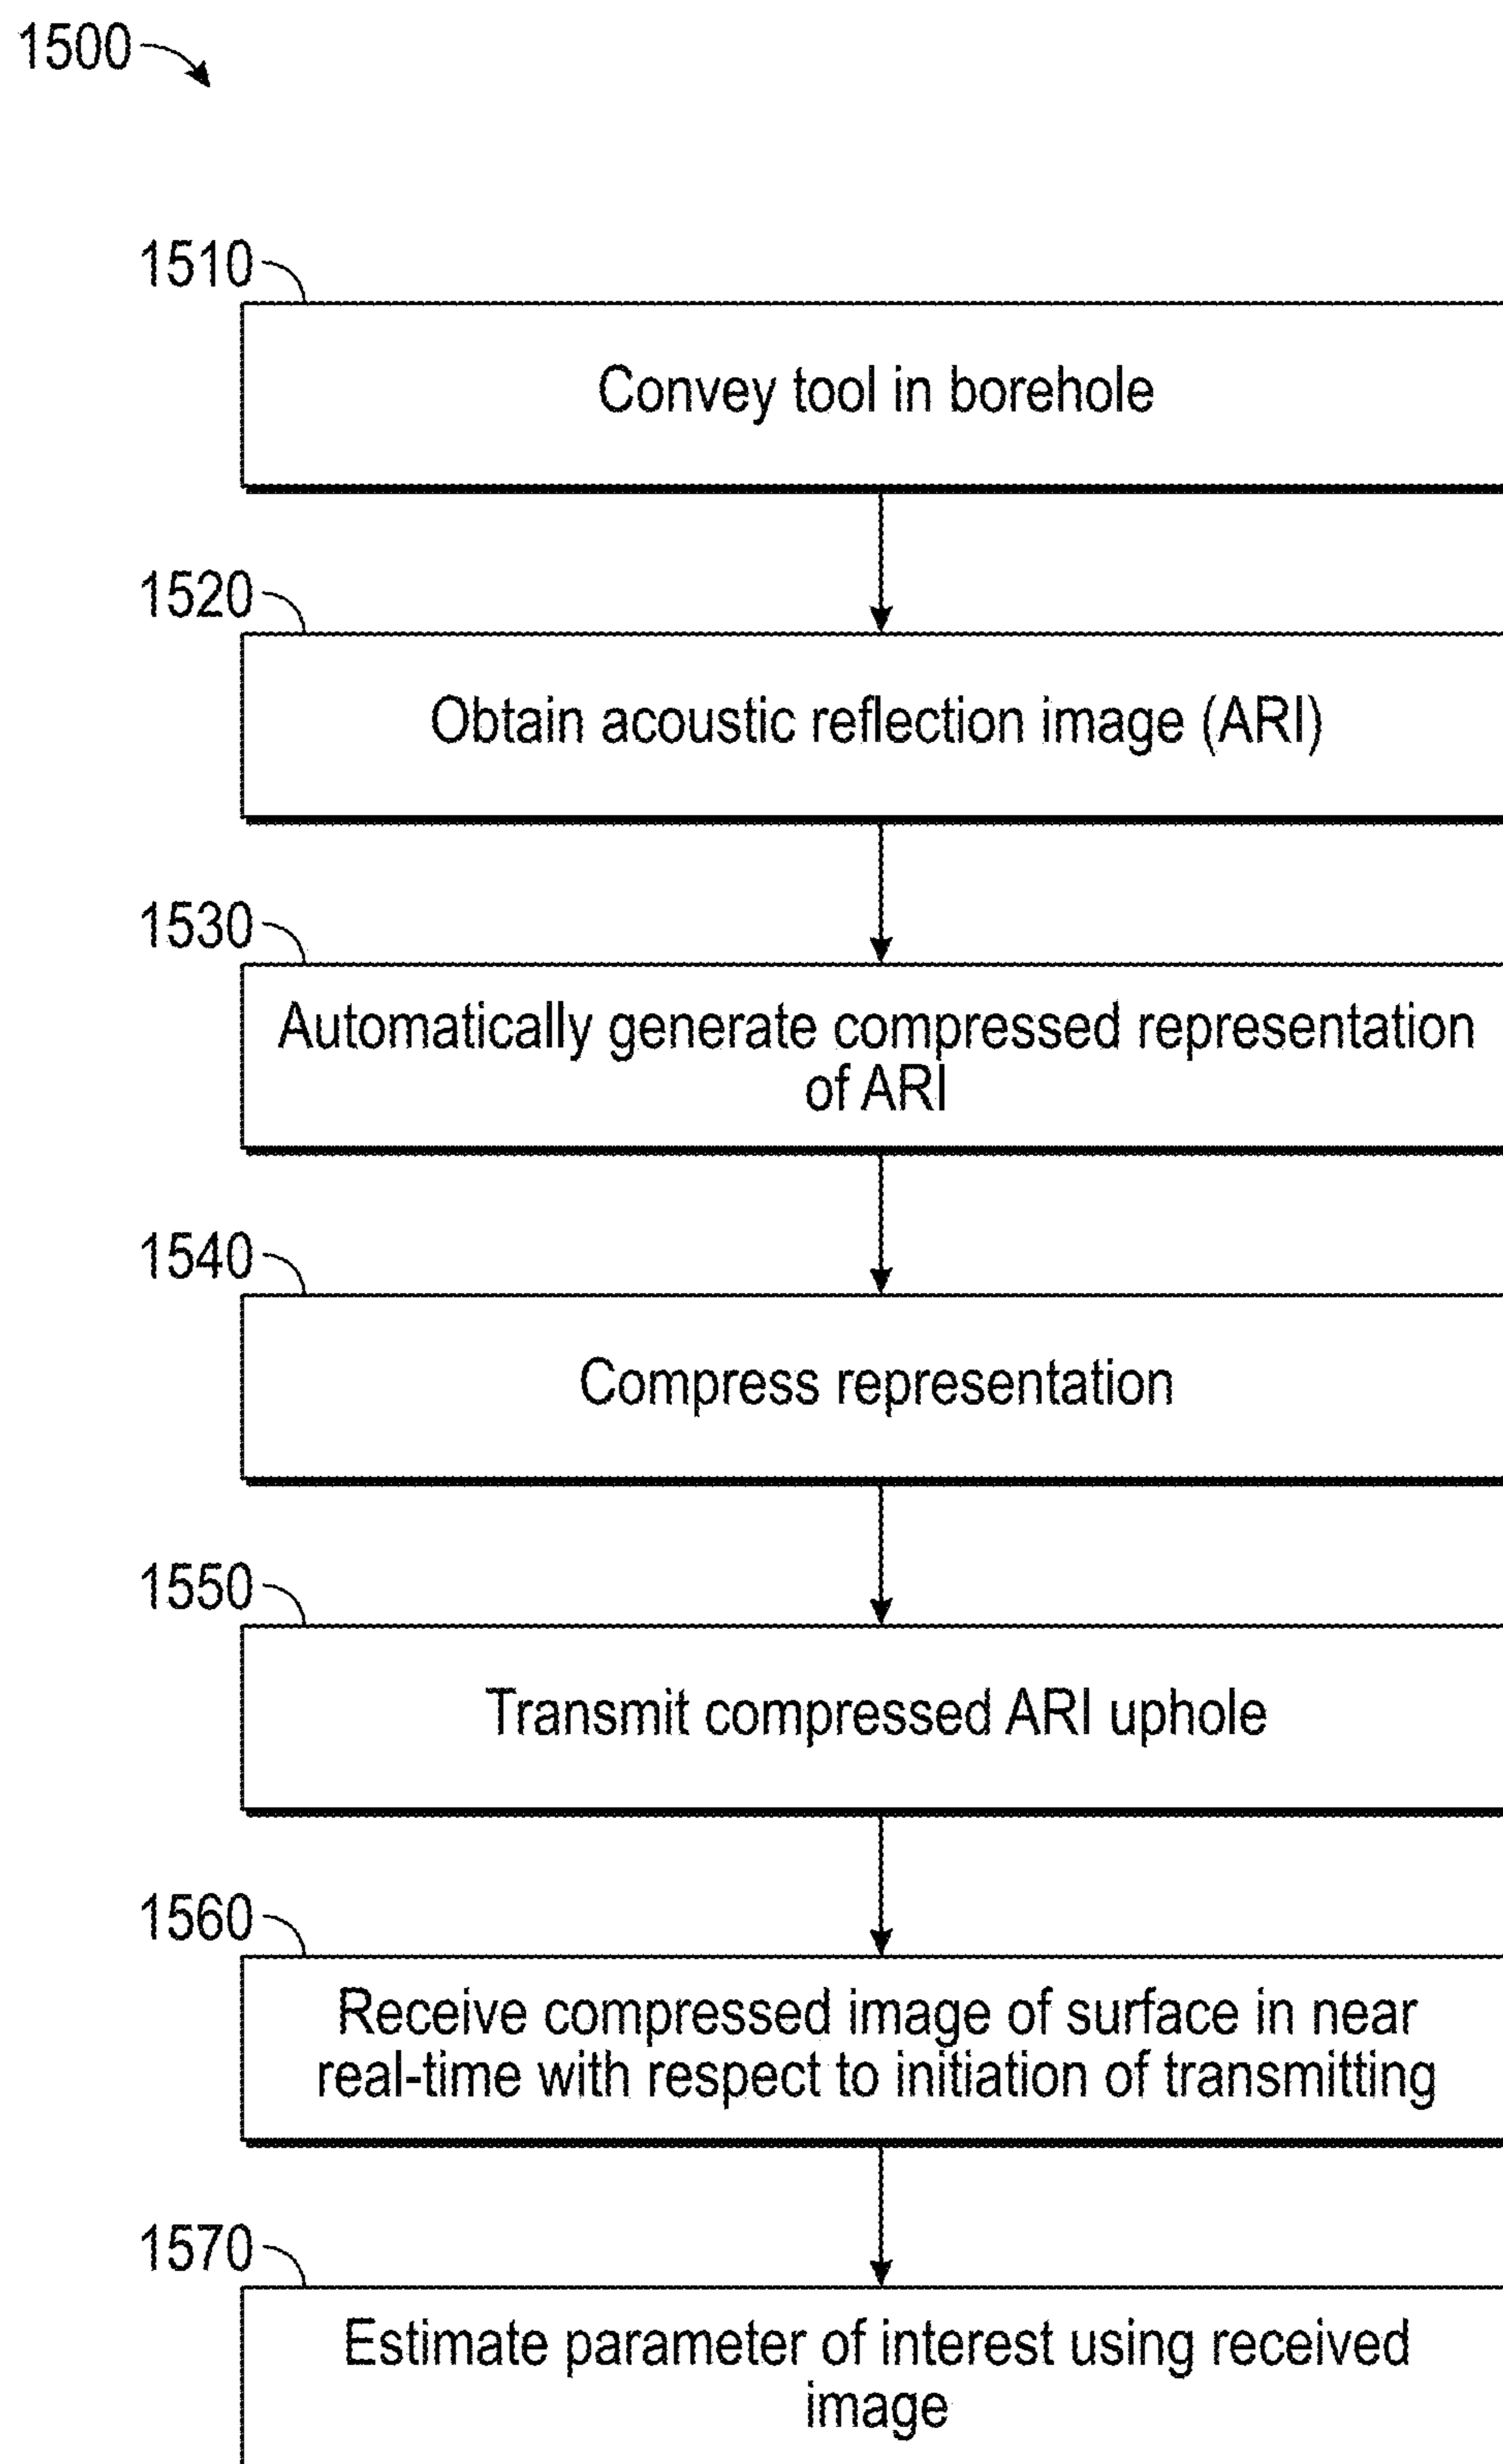 1500
1510
Convey tool in borehole
1520
Obtain acoustic reflection image (ARI)
1530
Automatically generate compressed representation
of ARI
1540
Compress representation
1550
Transmit compressed ARI uphole
1560
Receive compressed image of surface in near
real-time with respect to initiation of transmitting
1570
Estimate parameter of interest using received
image